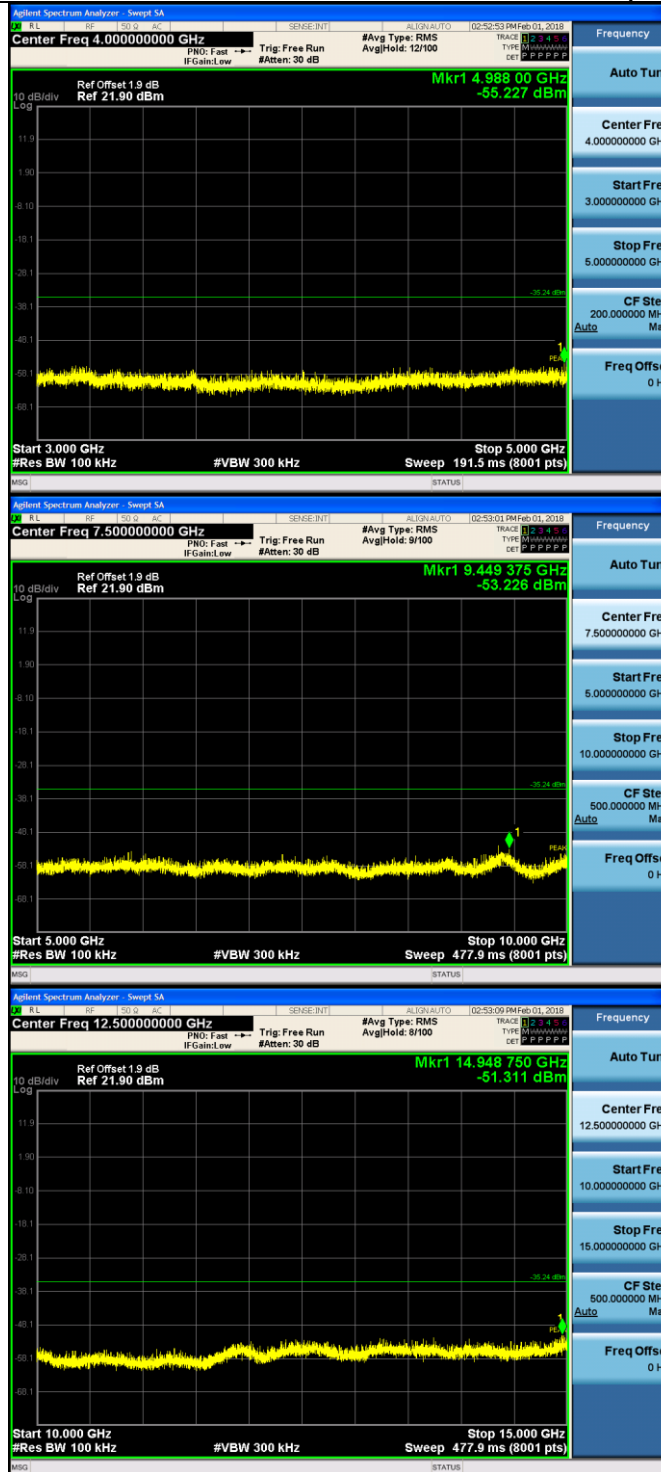 Agilent Spectrum Analyzer - Swept SA
RL RF 50 Ω AC SENSE:INT ALIGNAUTO 02:52:53 PM Feb 01, 2018
Center Freq 4.000000000 GHz
PNO: Fast
IFGain:Low
Trig: Free Run
#Atten: 30 dB
#Avg Type: RMS
Avg|Hold: 12/100
TRACE 1 2 3 4 5 6
TYPE M
DET P P P P P P
Ref Offset 1.9 dB
10 dB/div Ref 21.90 dBm
Log
Mkr1 4.988 00 GHz
-55.227 dBm
11.9
1.90
-8.10
-18.1
-28.1
-35.24 dBm
-38.1
-48.1
1
-58.1
-68.1
Start 3.000 GHz Stop 5.000 GHz
#Res BW 100 kHz #VBW 300 kHz Sweep 191.5 ms (8001 pts)
MSG STATUS
Frequency
Auto Tun
Center Fre
4.000000000 GH
Start Fre
3.000000000 GH
Stop Fre
5.000000000 GH
CF Ste
200.000000 MH
Auto Ma
Freq Offse
0 H
Agilent Spectrum Analyzer - Swept SA
RL RF 50 Ω AC SENSE:INT ALIGNAUTO 02:53:01 PM Feb 01, 2018
Center Freq 7.500000000 GHz
PNO: Fast
IFGain:Low
Trig: Free Run
#Atten: 30 dB
#Avg Type: RMS
Avg|Hold: 9/100
TRACE 1 2 3 4 5 6
TYPE M
DET P P P P P P
Ref Offset 1.9 dB
10 dB/div Ref 21.90 dBm
Log
Mkr1 9.449 375 GHz
-53.226 dBm
11.9
1.90
-8.10
-18.1
-28.1
-35.24 dBm
-38.1
-48.1
1
PEAK
-58.1
-68.1
Start 5.000 GHz Stop 10.000 GHz
#Res BW 100 kHz #VBW 300 kHz Sweep 477.9 ms (8001 pts)
MSG STATUS
Frequency
Auto Tun
Center Fre
7.500000000 GH
Start Fre
5.000000000 GH
Stop Fre
10.000000000 GH
CF Ste
500.000000 MH
Auto Ma
Freq Offse
0 H
Agilent Spectrum Analyzer - Swept SA
RL RF 50 Ω AC SENSE:INT ALIGNAUTO 02:53:09 PM Feb 01, 2018
Center Freq 12.500000000 GHz
PNO: Fast
IFGain:Low
Trig: Free Run
#Atten: 30 dB
#Avg Type: RMS
Avg|Hold: 8/100
TRACE 1 2 3 4 5 6
TYPE M
DET P P P P P P
Ref Offset 1.9 dB
10 dB/div Ref 21.90 dBm
Log
Mkr1 14.948 750 GHz
-51.311 dBm
11.9
1.90
-8.10
-18.1
-28.1
-35.24 dBm
-38.1
-48.1
1
-58.1
-68.1
Start 10.000 GHz Stop 15.000 GHz
#Res BW 100 kHz #VBW 300 kHz Sweep 477.9 ms (8001 pts)
MSG STATUS
Frequency
Auto Tun
Center Fre
12.500000000 GH
Start Fre
10.000000000 GH
Stop Fre
15.000000000 GH
CF Ste
500.000000 MH
Auto Ma
Freq Offse
0 H